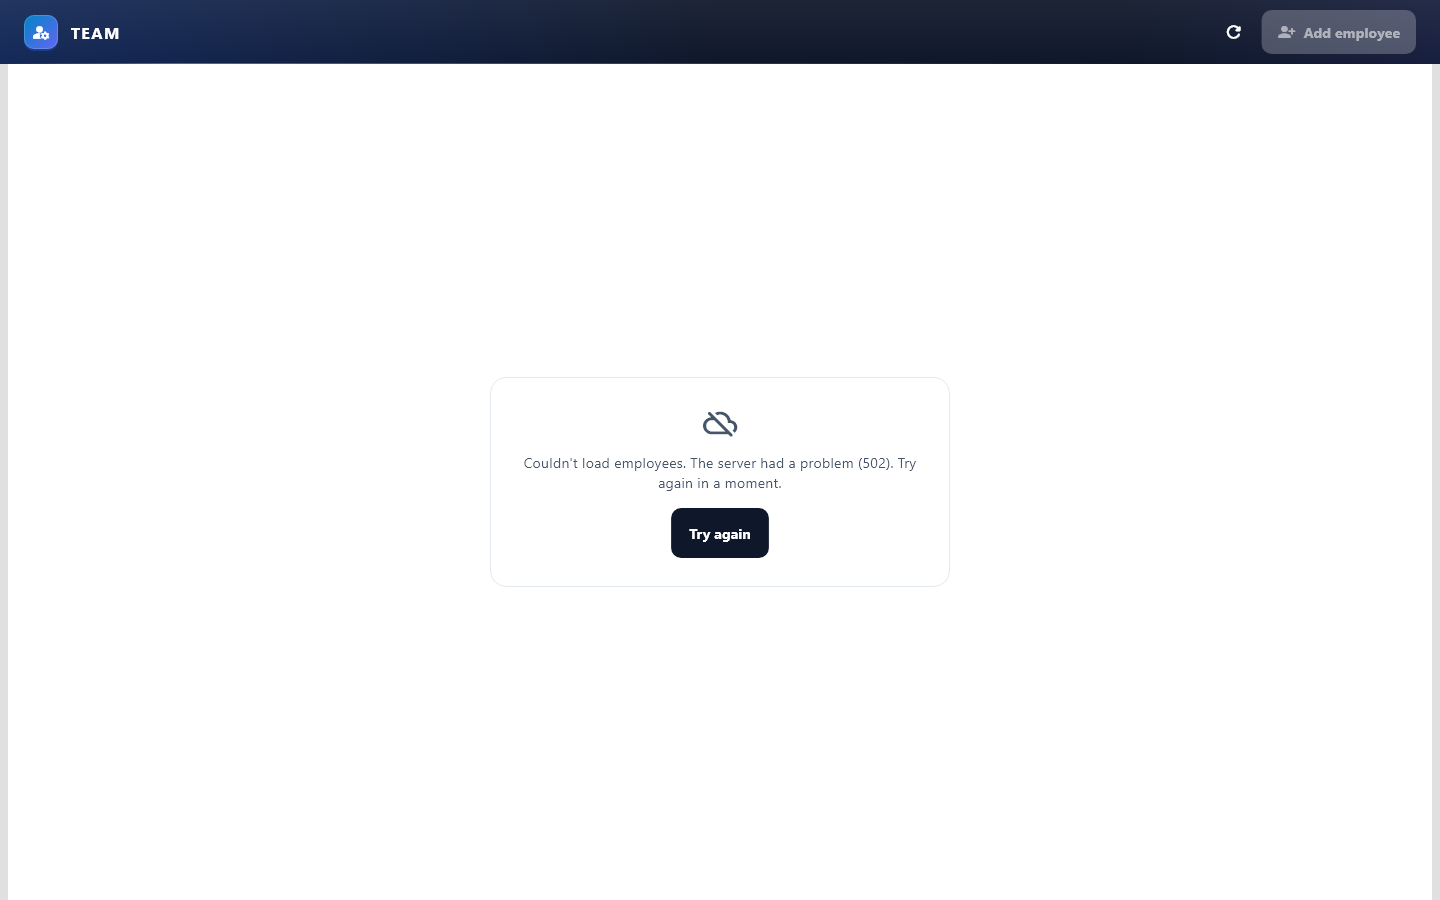 TEAM
Add employee
Couldn't load employees. The server had a problem (502). Try
again in a moment.
Try again